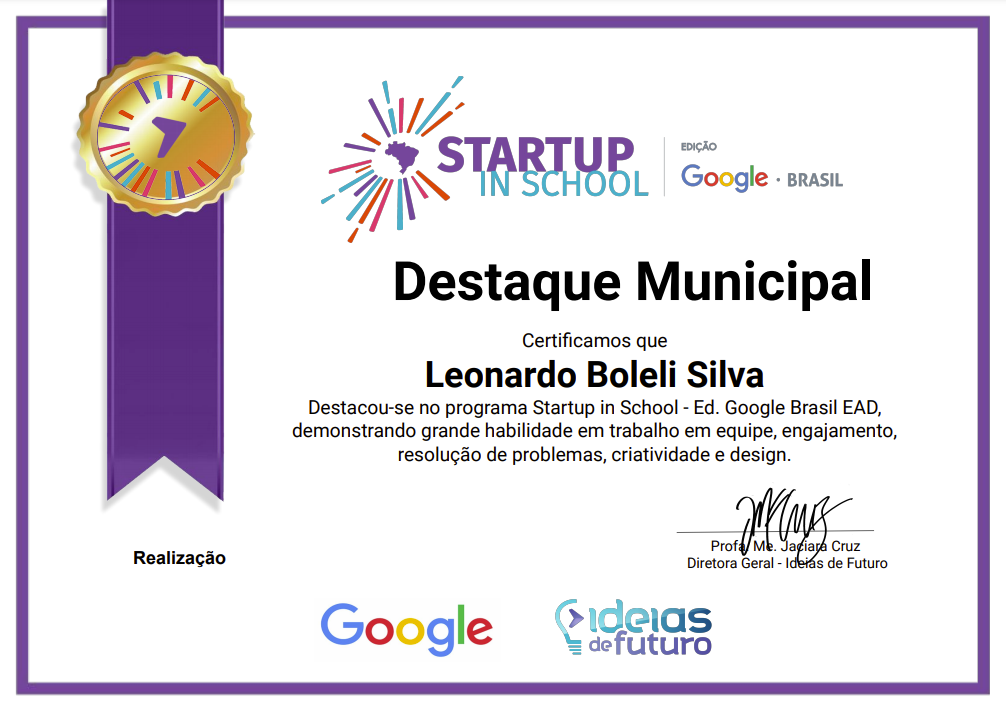 STARTUP
IN SCHOOL
EDIÇÃO
Google · BRASIL
Destaque Municipal
Certificamos que
Leonardo Boleli Silva
Destacou-se no programa Startup in School - Ed. Google Brasil EAD,
demonstrando grande habilidade em trabalho em equipe, engajamento,
resolução de problemas, criatividade e design.
Profa. Me. Jaciara Cruz
Diretora Geral - Ideias de Futuro
Realização
Google
ideias
de futuro